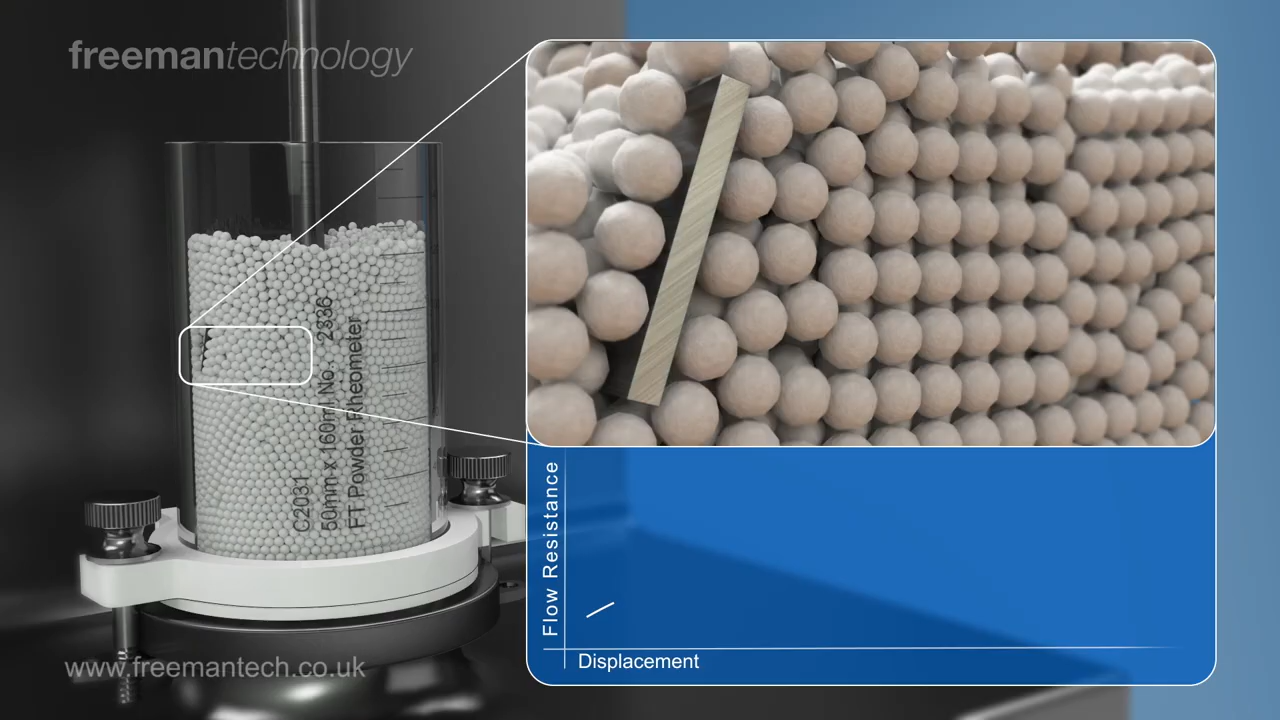 freemantechnology
C2031
50mm x 160ml No. 2336
FT Powder Rheometer
Flow Resistance
Displacement
www.freemantech.co.uk